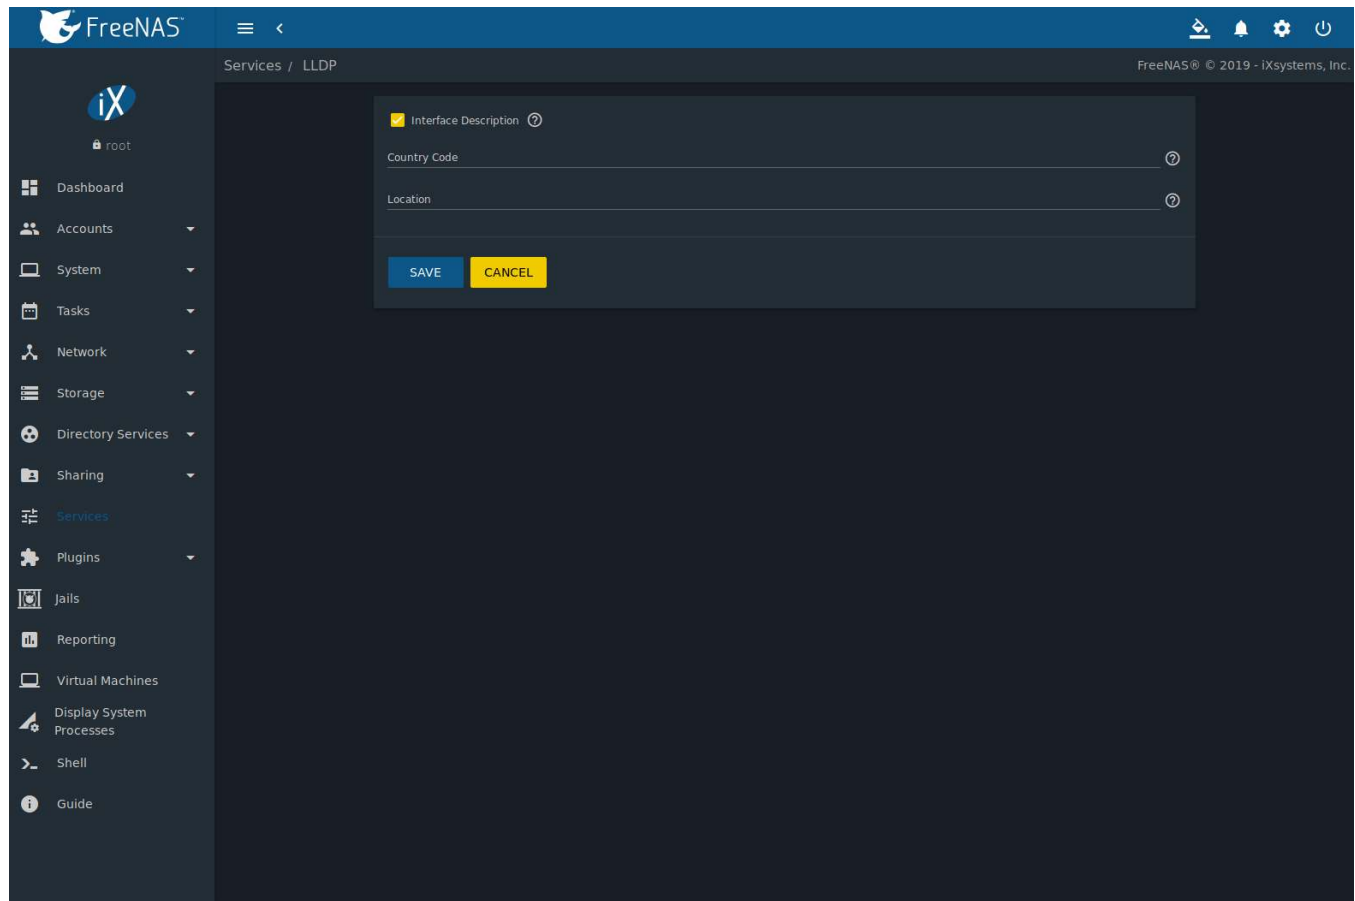 FreeNAS™
Services / LLDP
FreeNAS® © 2019 - iXsystems, Inc.
iX
root
Dashboard
Accounts
System
Tasks
Network
Storage
Directory Services
Sharing
Services
Plugins
Jails
Reporting
Virtual Machines
Display System
Processes
Shell
Guide
Interface Description
Country Code
Location
SAVE
CANCEL